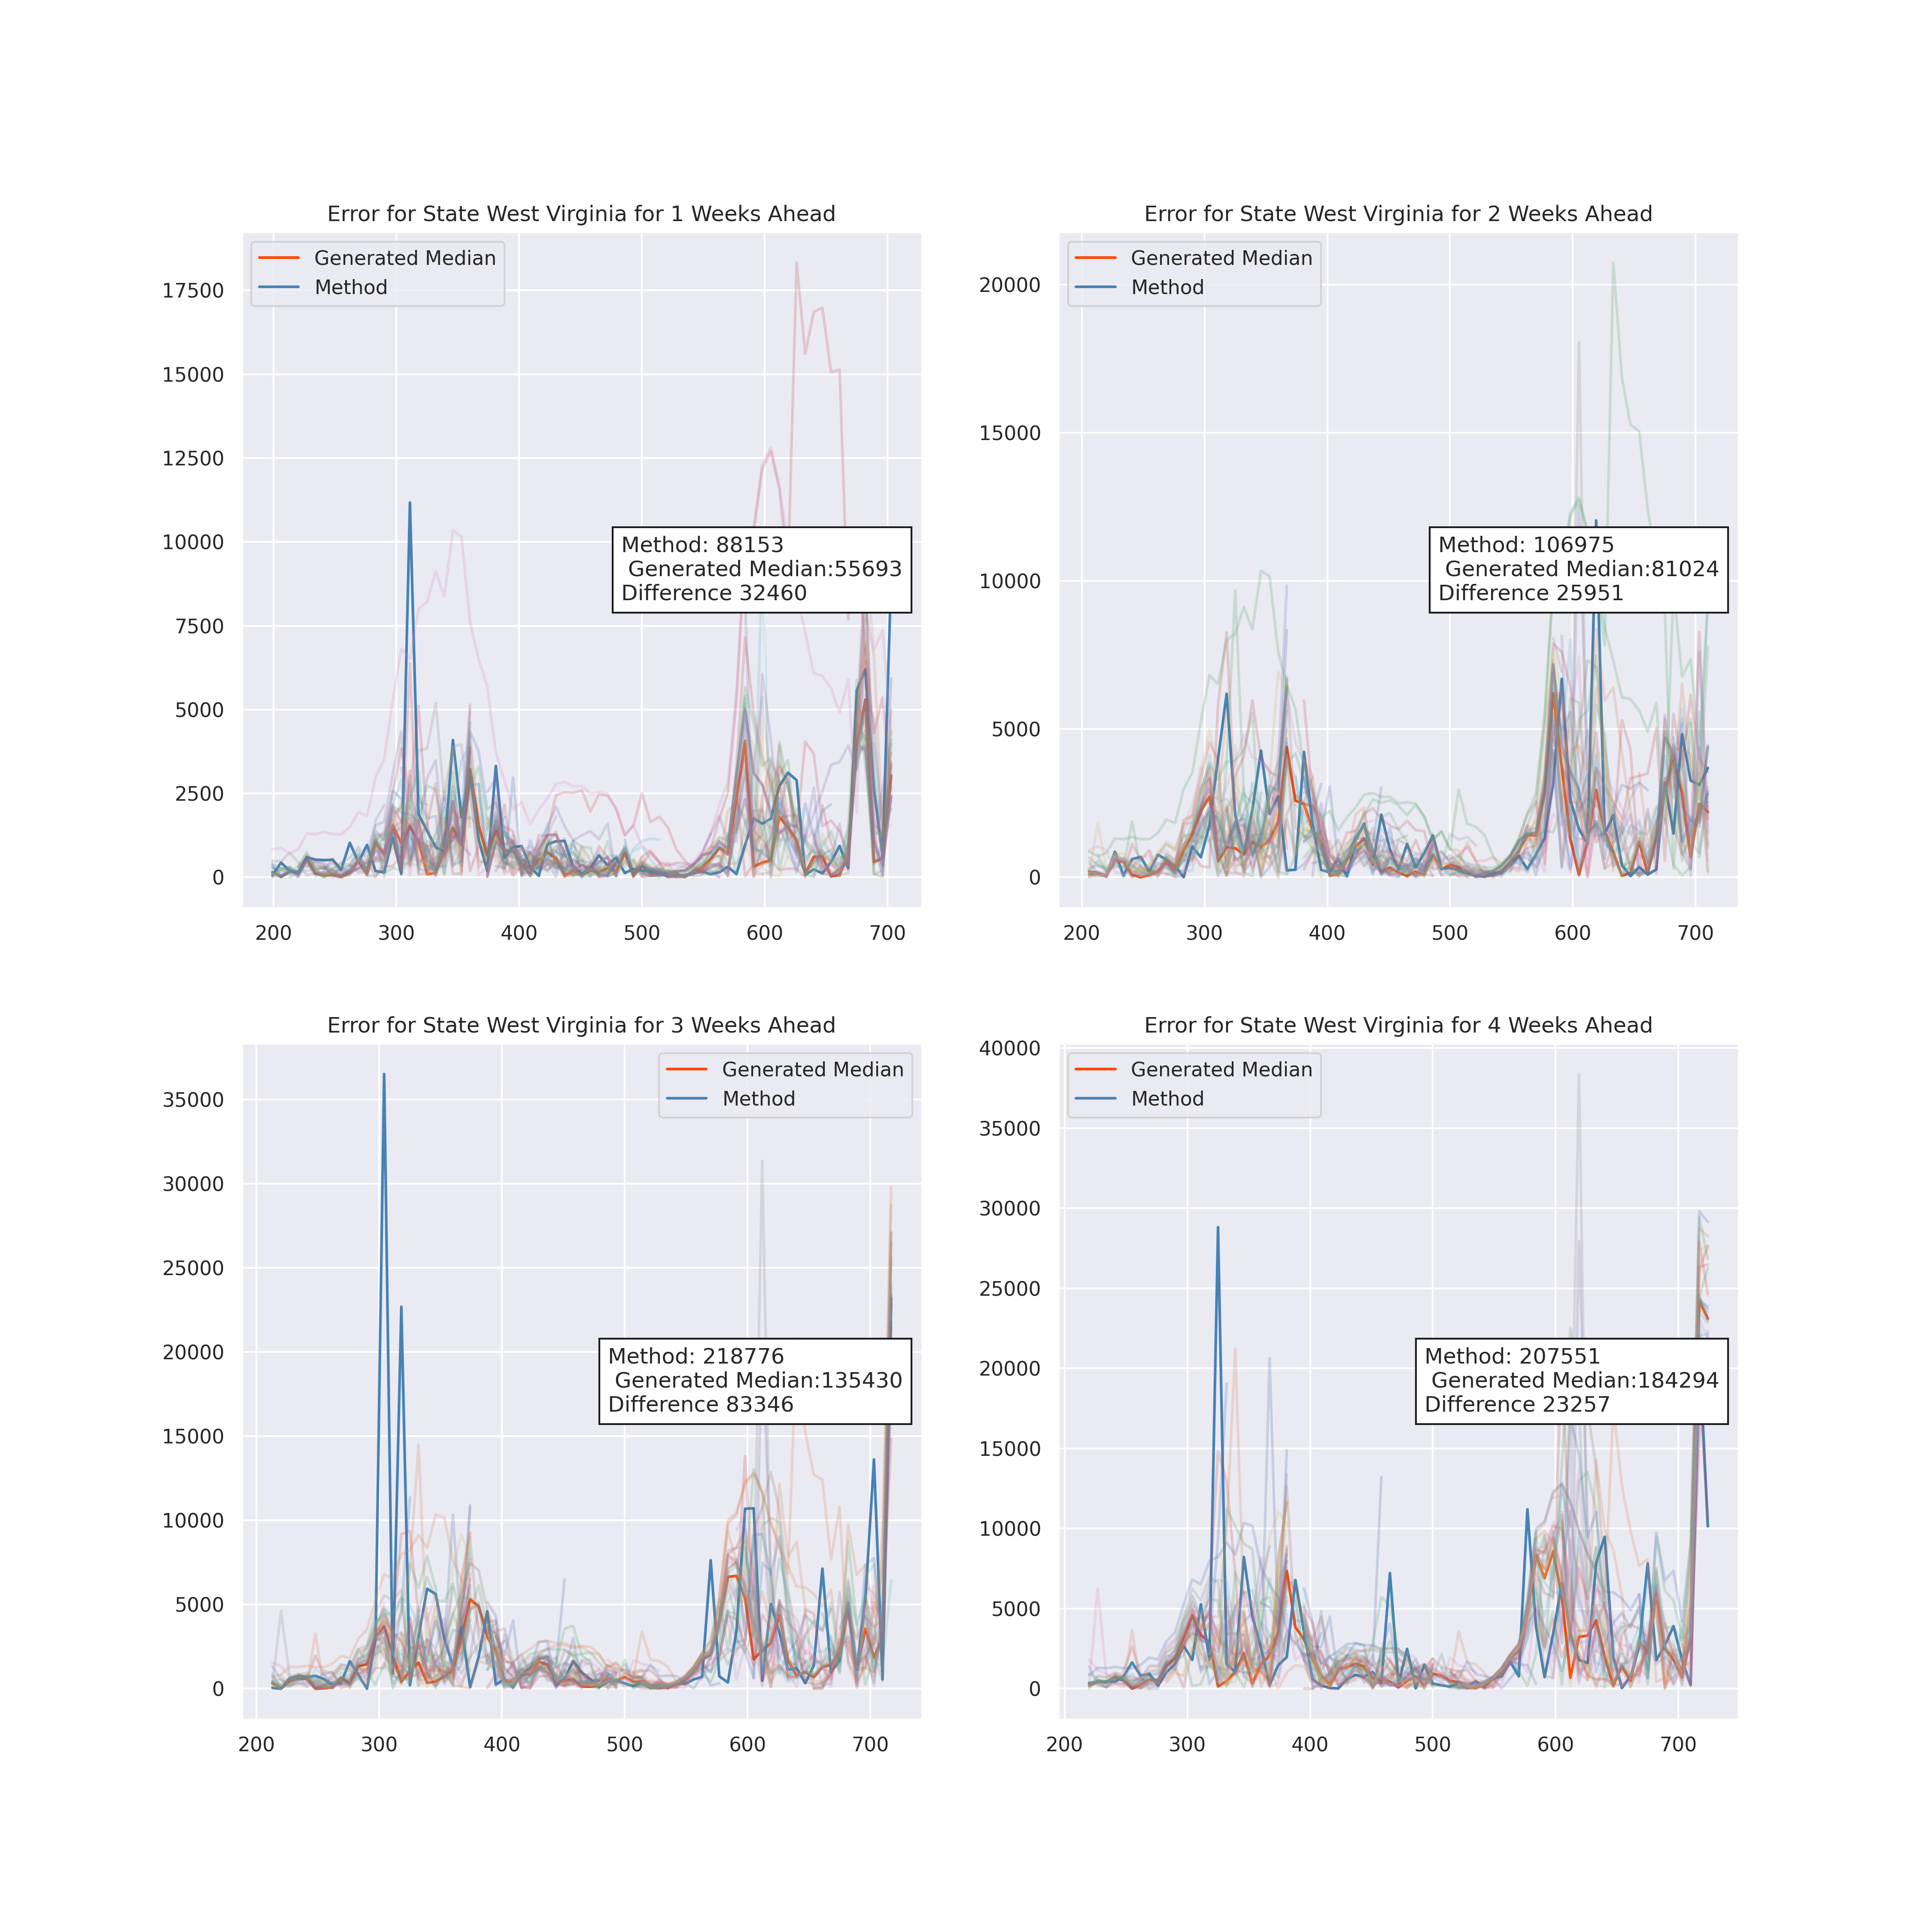 Error for State West Virginia for 1 Weeks Ahead
Generated Median
Method
17500
15000
12500
10000
7500
5000
2500
0
Method: 88153
Generated Median:55693
Difference 32460
200 300 400 500 600 700
Error for State West Virginia for 2 Weeks Ahead
Generated Median
Method
20000
15000
10000
5000
0
Method: 106975
Generated Median:81024
Difference 25951
200 300 400 500 600 700
Error for State West Virginia for 3 Weeks Ahead
Generated Median
Method
35000
30000
25000
20000
15000
10000
5000
0
Method: 218776
Generated Median:135430
Difference 83346
200 300 400 500 600 700
Error for State West Virginia for 4 Weeks Ahead
Generated Median
Method
40000
35000
30000
25000
20000
15000
10000
5000
0
Method: 207551
Generated Median:184294
Difference 23257
200 300 400 500 600 700